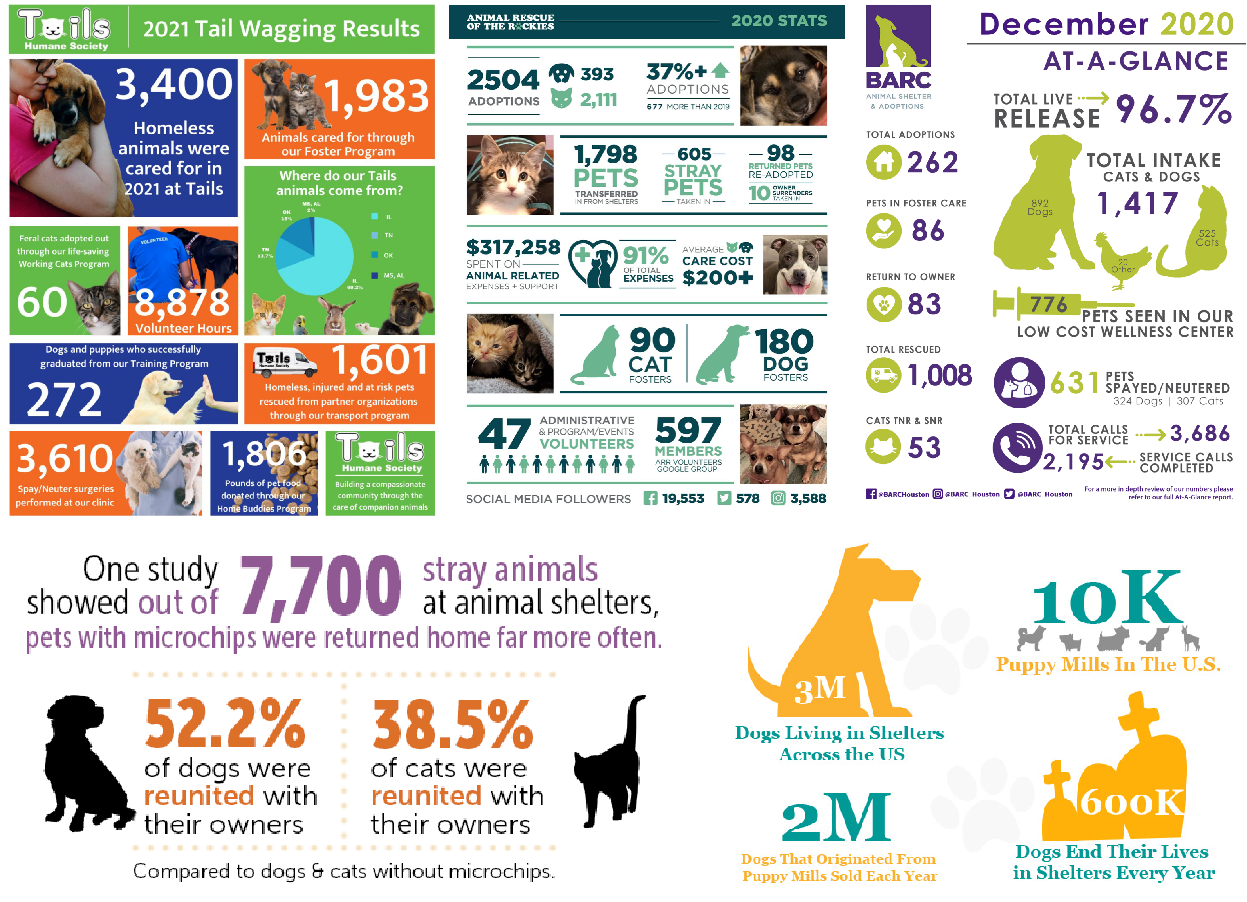 Tails
Humane Society
2021 Tail Wagging Results
3,400
Homeless
animals were
cared for in
2021 at Tails
1,983
Animals cared for through
our Foster Program
Where do our Tails
animals come from?
MS, AL
2%
OK
TN
IL
IL
TN
OK
MS, AL
Feral cats adopted out
through our life-saving
Working Cats Program
60
VOLUNTEER
8,878
Volunteer Hours
Dogs and puppies who successfully
graduated from our Training Program
272
Tails
Humane Society
1,601
Homeless, injured and at risk pets
rescued from partner organizations
through our transport program
3,610
Spay/Neuter surgeries
performed at our clinic
1,806
Pounds of pet food
donated through our
Home Buddies Program
Tails
Humane Society
Building a compassionate
community through the
care of companion animals
ANIMAL RESCUE
OF THE ROCKIES
2020 STATS
2504
ADOPTIONS
393
2,111
37%+
ADOPTIONS
677 MORE THAN 2019
1,798
PETS
TRANSFERRED
IN FROM SHELTERS
605
STRAY
PETS
TAKEN IN
98
RETURNED PETS
RE-ADOPTED
10 OWNER
SURRENDERS
TAKEN IN
$317,258
SPENT ON
ANIMAL RELATED
EXPENSES + SUPPORT
91%
OF TOTAL
EXPENSES
AVERAGE
CARE COST
$200+
90
CAT
FOSTERS
180
DOG
FOSTERS
47
ADMINISTRATIVE
& PROGRAM/EVENTS
VOLUNTEERS
597
MEMBERS
ARR VOLUNTEERS
GOOGLE GROUP
SOCIAL MEDIA FOLLOWERS 19,553 578 3,588
BARC
ANIMAL SHELTER
& ADOPTIONS
December 2020
AT-A-GLANCE
TOTAL ADOPTIONS
262
PETS IN FOSTER CARE
86
RETURN TO OWNER
83
TOTAL RESCUED
1,008
CATS TNR & SNR
53
TOTAL LIVE
RELEASE
96.7%
TOTAL INTAKE
CATS & DOGS
1,417
892
Dogs
20
Other
525
Cats
776 PETS SEEN IN OUR
LOW COST WELLNESS CENTER
631 PETS
SPAYED/NEUTERED
324 Dogs | 307 Cats
TOTAL CALLS
FOR SERVICE
3,686
2,195
SERVICE CALLS
COMPLETED
@BARCHouston @BARC_Houston @BARC_Houston
For a more in depth review of our numbers please
refer to our full At-A-Glance report.
One study
showed out of
7,700
stray animals
at animal shelters,
pets with microchips were returned home far more often.
52.2%
of dogs were
reunited with
their owners
38.5%
of cats were
reunited with
their owners
Compared to dogs & cats without microchips.
3M
Dogs Living in Shelters
Across the US
10K
Puppy Mills In The U.S.
2M
Dogs That Originated From
Puppy Mills Sold Each Year
600K
Dogs End Their Lives
in Shelters Every Year